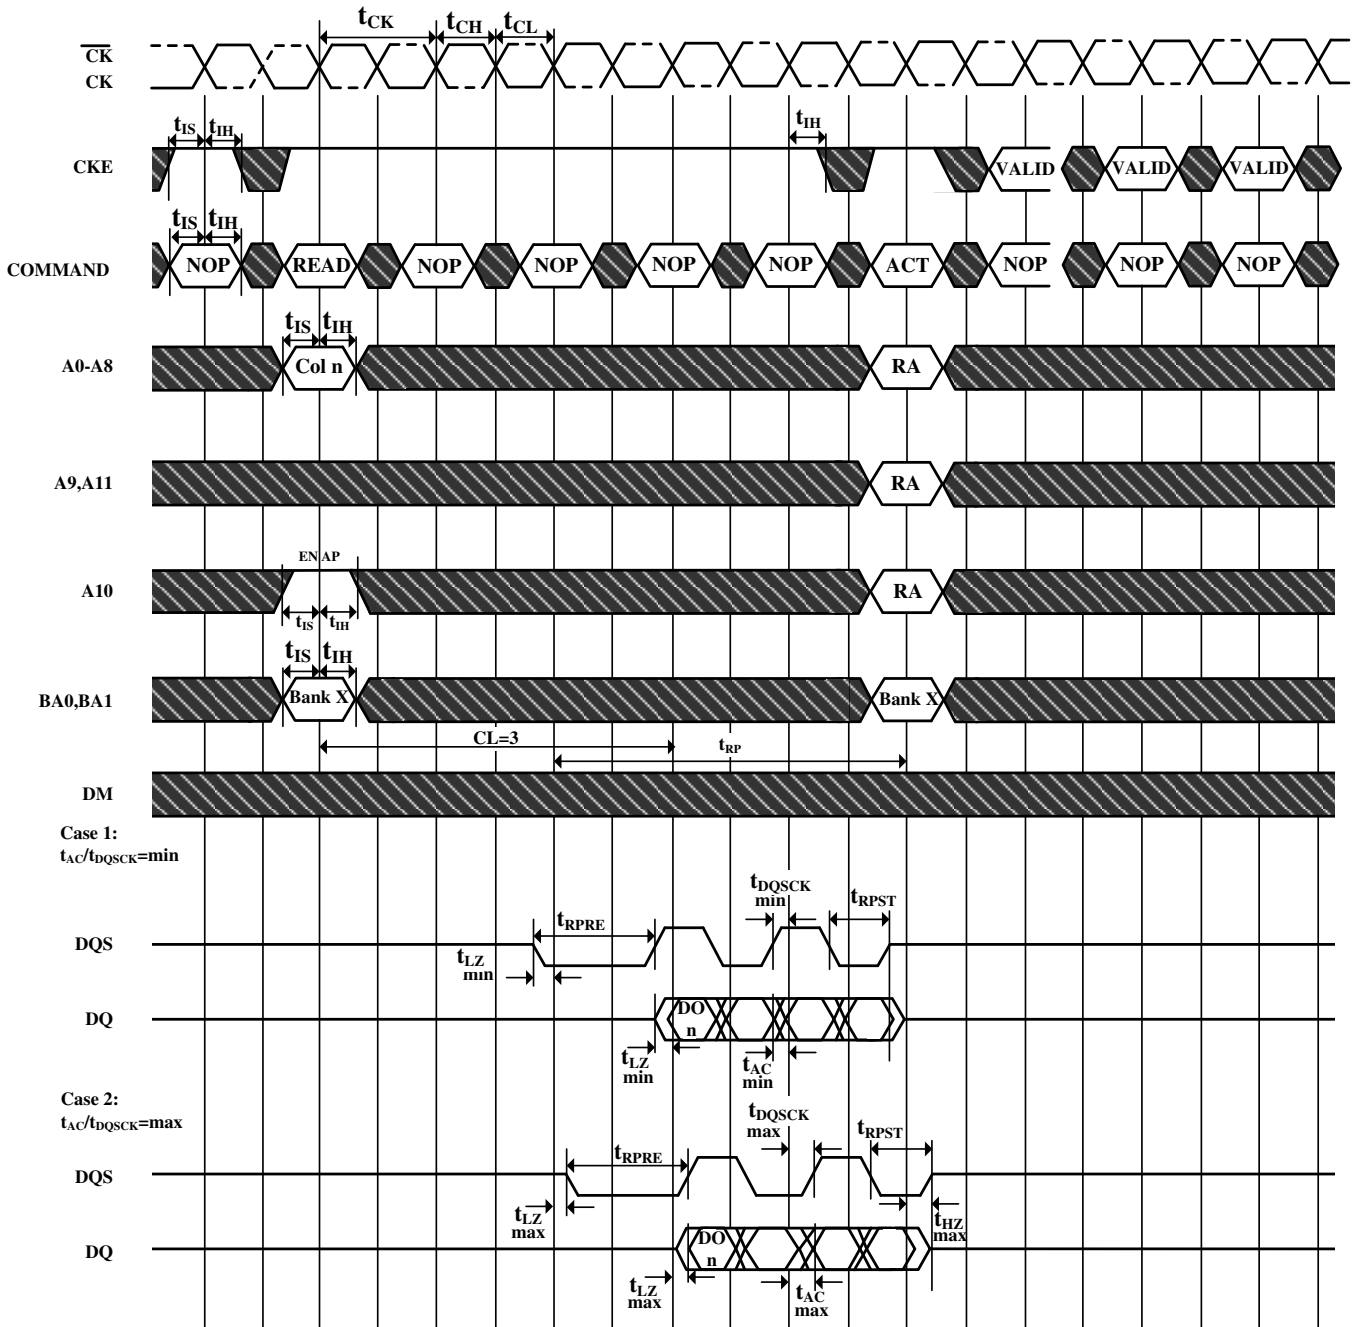 tCK tCH tCL
CK
CK
tIS tIH tIH
CKE VALID VALID VALID
tIS tIH
COMMAND NOP READ NOP NOP NOP NOP ACT NOP NOP NOP
tIS tIH
A0-A8 Col n RA
A9,A11 RA
EN AP
A10 RA
tIS tIH
tIS tIH
BA0,BA1 Bank X Bank X
CL=3 tRP
DM
Case 1:
tAC/tDQSCK=min
tDQSCK
min
tRPST
tRPRE
DQS
tLZ
min
DQ DO
n
tLZ
min
tAC
min
Case 2:
tAC/tDQSCK=max
tDQSCK
max
tRPST
tRPRE
DQS
tLZ
max
tHZ
max
DQ DO
n
tLZ
max
tAC
max